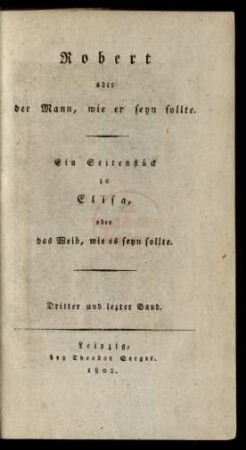 Robert
oder
der Mann, wie er seyn sollte.
Ein Seitenstück
zu
Elisa,
oder
das Weib, wie es seyn sollte.
Dritter und lezter Band.
Leipzig,
bey Theodor Seeger.
1802.